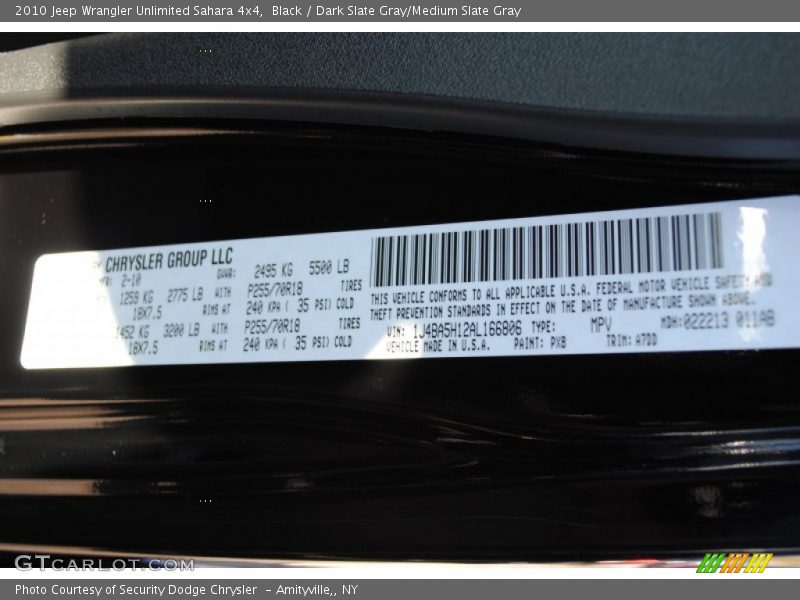 2010 Jeep Wrangler Unlimited Sahara 4x4, Black / Dark Slate Gray/Medium Slate Gray
CHRYSLER GROUP LLC
2-10 GVWR: 2495 KG 5500 LB
1259 KG 2775 LB WITH P255/70R18 TIRES
18X7.5 RIMS AT 240 KPA ( 35 PSI) COLD
1452 KG 3200 LB WITH P255/70R18 TIRES
18X7.5 RIMS AT 240 KPA ( 35 PSI) COLD
THIS VEHICLE CONFORMS TO ALL APPLICABLE U.S.A. FEDERAL MOTOR VEHICLE SAFETY AND
THEFT PREVENTION STANDARDS IN EFFECT ON THE DATE OF MANUFACTURE SHOWN ABOVE.
VIN: 1J4BA5H12AL166806 TYPE: MPV MDH:022213 011AB
VEHICLE MADE IN U.S.A. PAINT: PX8 TRIM: A7DD
GTCARLOT.COM
Photo Courtesy of Security Dodge Chrysler - Amityville,, NY